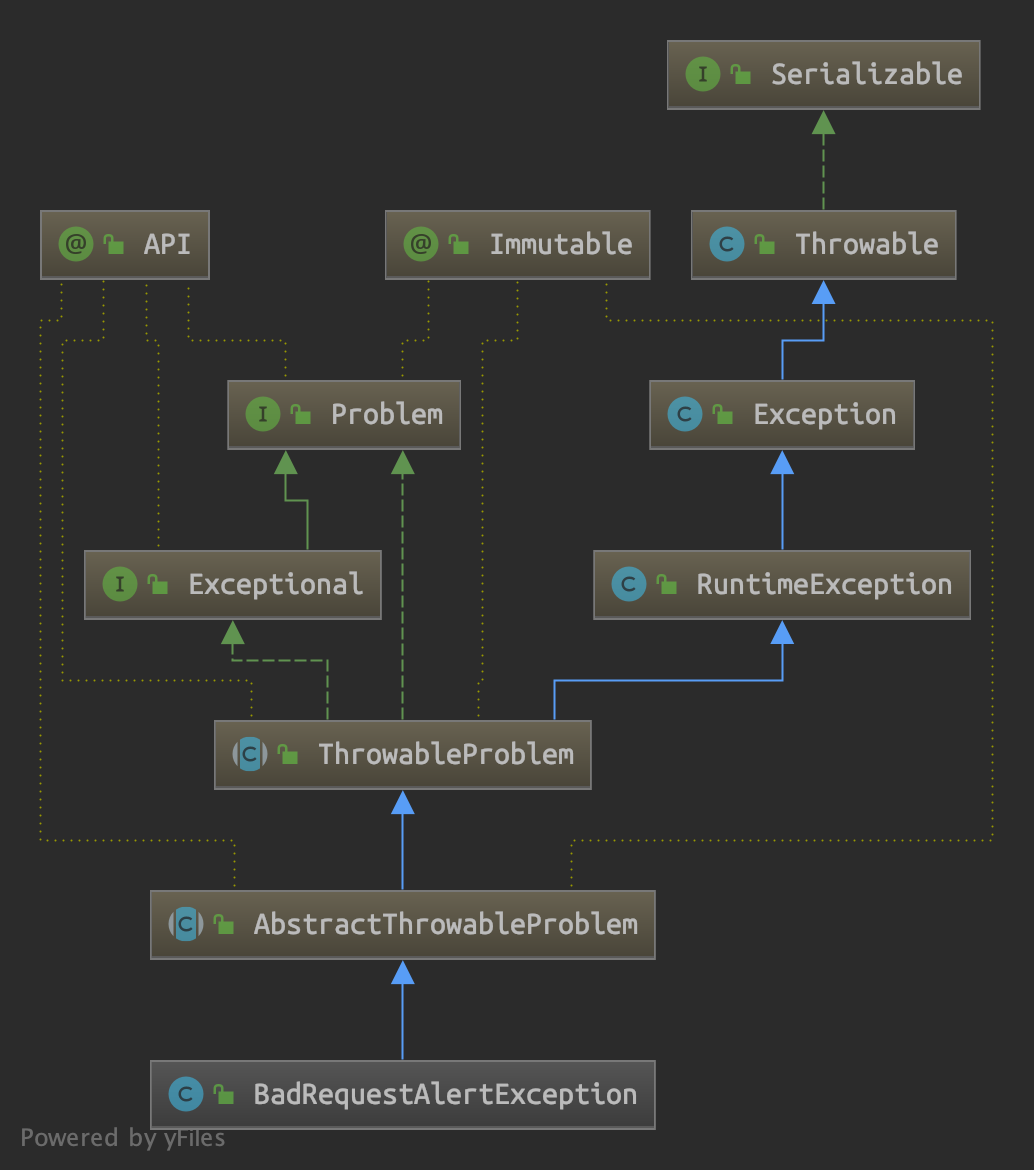 I Serializable
@ API
@ Immutable
C Throwable
I Problem
C Exception
I Exceptional
C RuntimeException
C ThrowableProblem
C AbstractThrowableProblem
C BadRequestAlertException
Powered by yFiles